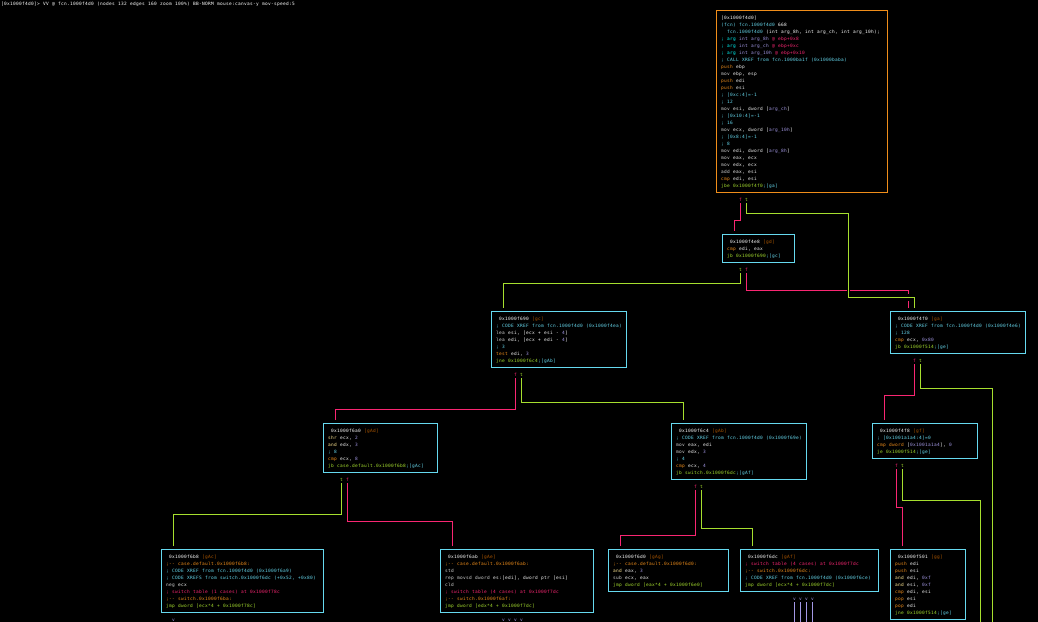 [0x1000f4d0]> VV @ fcn.1000f4d0 (nodes 132 edges 160 zoom 100%) BB-NORM mouse:canvas-y mov-speed:5
[0x1000f4d0]
(fcn) fcn.1000f4d0 668
fcn.1000f4d0 (int arg_8h, int arg_ch, int arg_10h);
; arg int arg_8h @ ebp+0x8
; arg int arg_ch @ ebp+0xc
; arg int arg_10h @ ebp+0x10
; CALL XREF from fcn.1000ba1f (0x1000baba)
push ebp
mov ebp, esp
push edi
push esi
; [0xc:4]=-1
; 12
mov esi, dword [arg_ch]
; [0x10:4]=-1
; 16
mov ecx, dword [arg_10h]
; [0x8:4]=-1
; 8
mov edi, dword [arg_8h]
mov eax, ecx
mov edx, ecx
add eax, esi
cmp edi, esi
jbe 0x1000f4f0;[ga]
! t
0x1000f4e8 [gd]
cmp edi, eax
jb 0x1000f690;[gc]
t !
0x1000f690 [gc]
; CODE XREF from fcn.1000f4d0 (0x1000f4ea)
lea esi, [ecx + esi - 4]
lea edi, [ecx + edi - 4]
; 3
test edi, 3
jne 0x1000f6c4;[gAb]
! t
0x1000f4f0 [ga]
; CODE XREF from fcn.1000f4d0 (0x1000f4e6)
; 128
cmp ecx, 0x80
jb 0x1000f514;[ge]
! t
0x1000f6a0 [gAd]
shr ecx, 2
and edx, 3
; 8
cmp ecx, 8
jb case.default.0x1000f6b8;[gAc]
t !
0x1000f6c4 [gAb]
; CODE XREF from fcn.1000f4d0 (0x1000f69e)
mov eax, edi
mov edx, 3
; 4
cmp ecx, 4
jb switch.0x1000f6dc;[gAf]
! t
0x1000f4f8 [gf]
; [0x1001a1a4:4]=0
cmp dword [0x1001a1a4], 0
je 0x1000f514;[ge]
! t
0x1000f6b8 [gAc]
;-- case.default.0x1000f6b8:
; CODE XREF from fcn.1000f4d0 (0x1000f6a9)
; CODE XREFS from switch.0x1000f6dc (+0x52, +0x80)
neg ecx
; switch table (1 cases) at 0x1000f78c
;-- switch.0x1000f6ba:
jmp dword [ecx*4 + 0x1000f78c]
v
0x1000f6ab [gAe]
;-- case.default.0x1000f6ab:
std
rep movsd dword es:[edi], dword ptr [esi]
cld
; switch table (4 cases) at 0x1000f7dc
;-- switch.0x1000f6af:
jmp dword [edx*4 + 0x1000f7dc]
v v v v
0x1000f6d0 [gAg]
;-- case.default.0x1000f6d0:
and eax, 3
sub ecx, eax
jmp dword [eax*4 + 0x1000f6e0]
0x1000f6dc [gAf]
; switch table (4 cases) at 0x1000f7dc
;-- switch.0x1000f6dc:
; CODE XREF from fcn.1000f4d0 (0x1000f6ce)
jmp dword [ecx*4 + 0x1000f7dc]
v v v v
0x1000f501 [gg]
push edi
push esi
and edi, 0xf
and esi, 0xf
cmp edi, esi
pop esi
pop edi
jne 0x1000f514;[ge]